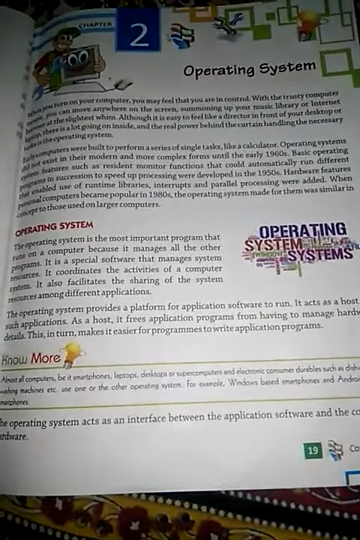 CHAPTER
2
Operating System
When you turn on your computer, you may feel that you are in control. With the trusty computer
mouse, you can move anywhere on the screen, summoning up your music library or Internet
browser at the slightest whim. Although it is easy to feel like a director in front of your desktop or
there is a lot going on inside, and the real power behind the curtain handling the necessary
tasks is the operating system.
Early computers were built to perform a series of single tasks, like a calculator. Operating systems
did not exist in their modern and more complex forms until the early 1960s. Basic operating
system features such as resident monitor functions that could automatically run different
programs in succession to speed up processing were developed in the 1950s. Hardware features
that enabled use of runtime libraries, interrupts and parallel processing were added. When
personal computers became popular in 1980s, the operating system made for them was similar in
concept to those used on larger computers.
OPERATING SYSTEM
The operating system is the most important program that
runs on a computer because it manages all the other
programs. It is a special software that manages system
resources. It coordinates the activities of a computer
system. It also facilitates the sharing of the system
resources among different applications.
OPERATING
SYSTEM
WINDOWS
SYSTEMS
The operating system provides a platform for application software to run. It acts as a host
such applications. As a host, it frees application programs from having to manage hardw
details. This, in turn, makes it easier for programmes to write application programs.
Know More
Almost all computers, be it smartphones, laptops, desktops or supercomputers and electronic consumer durables such as dish
washing machines etc. use one or the other operating system. For example, Windows based smartphones and Androi
smartphones.
he operating system acts as an interface between the application software and the co
rdware.
19
Co